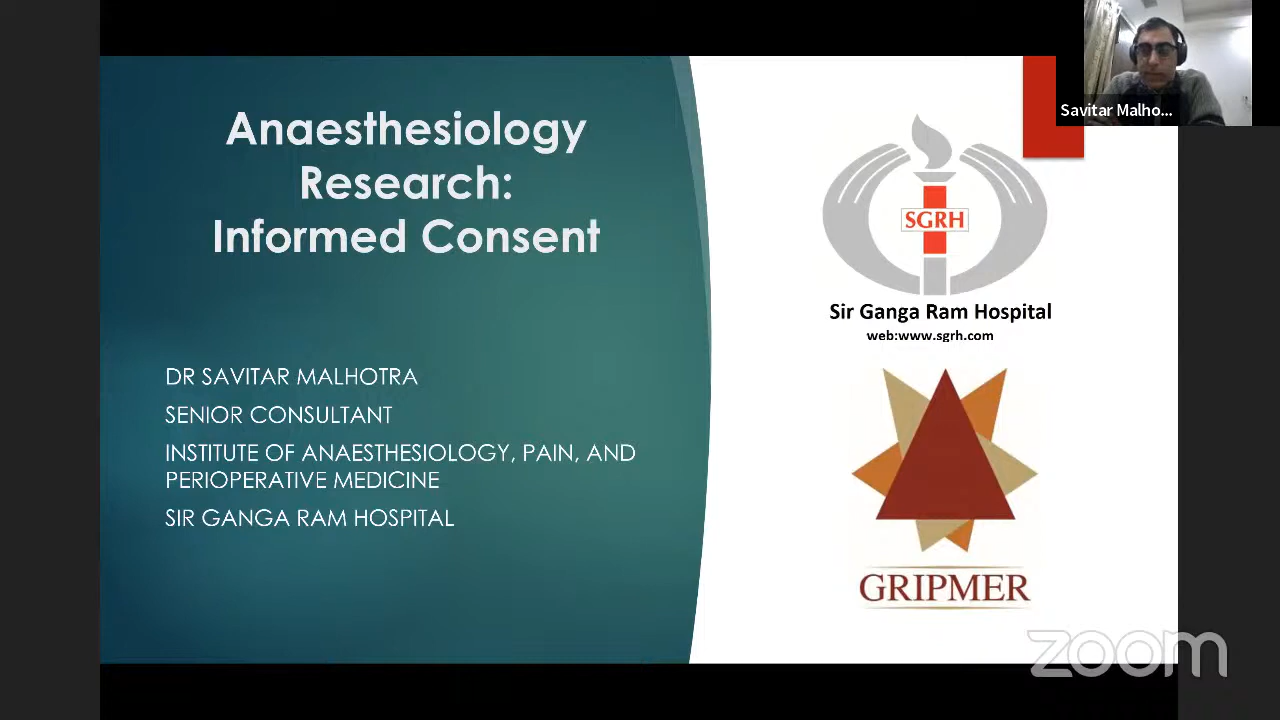 Anaesthesiology
Research:
Informed Consent
DR SAVITAR MALHOTRA
SENIOR CONSULTANT
INSTITUTE OF ANAESTHESIOLOGY, PAIN, AND
PERIOPERATIVE MEDICINE
SIR GANGA RAM HOSPITAL
Savitar Malho...
SGRH
Sir Ganga Ram Hospital
web:www.sgrh.com
GRIPMER
zoom